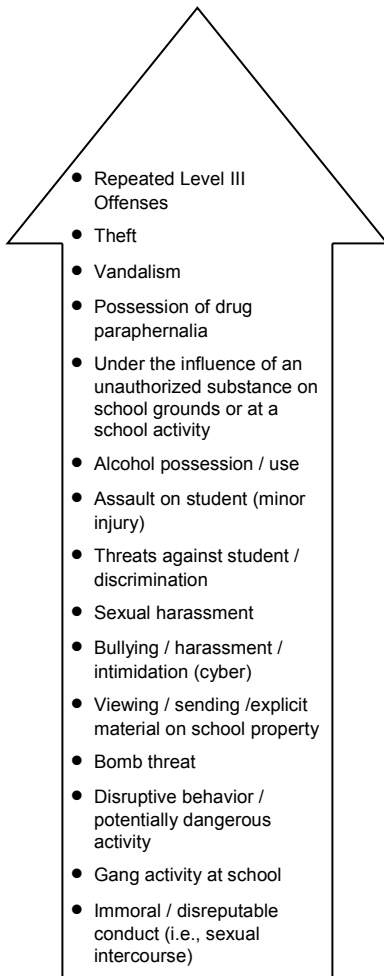 ● Repeated Level III
Offenses
● Theft
● Vandalism
● Possession of drug
paraphernalia
● Under the influence of an
unauthorized substance on
school grounds or at a
school activity
● Alcohol possession / use
● Assault on student (minor
injury)
● Threats against student /
discrimination
● Sexual harassment
● Bullying / harassment /
intimidation (cyber)
● Viewing / sending /explicit
material on school property
● Bomb threat
● Disruptive behavior /
potentially dangerous
activity
● Gang activity at school
● Immoral / disreputable
conduct (i.e., sexual
intercourse)